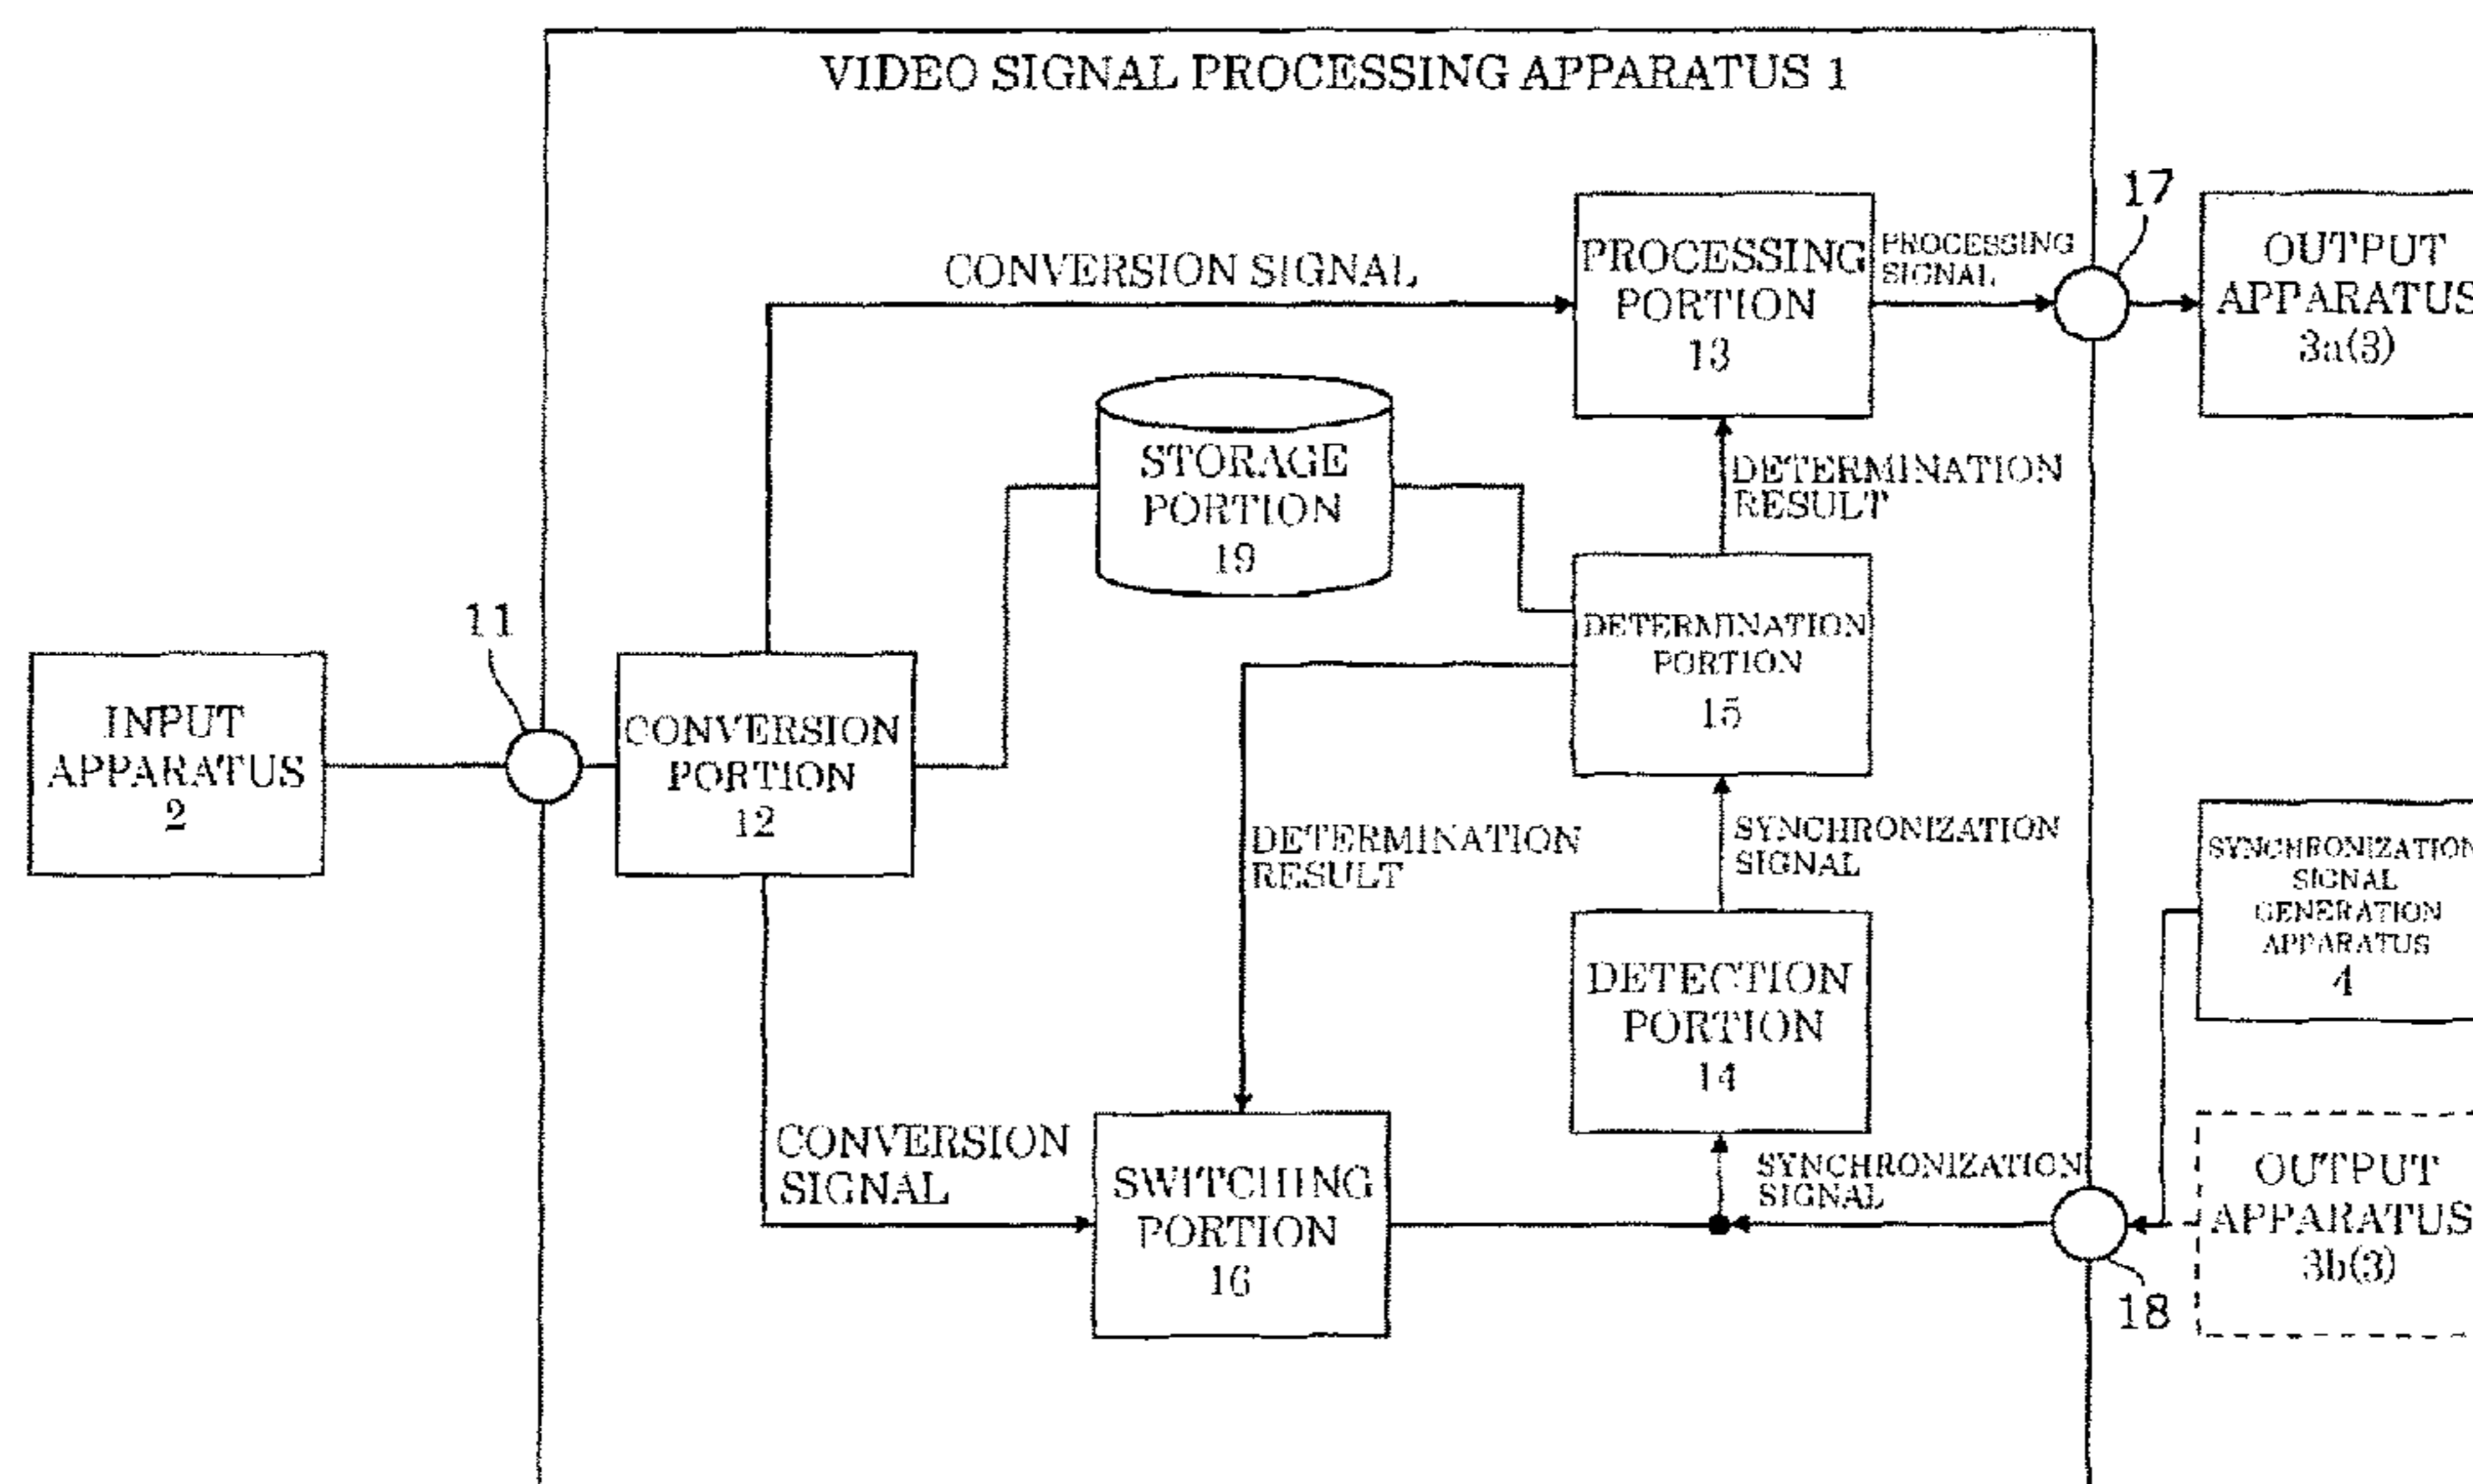 VIDEO SIGNAL PROCESSING APPARATUS 1
17
CONVERSION SIGNAL
PROCESSING
PORTION
13
PROCESSING
SIGNAL
OUTPUT
APPARATUS
3a(3)
STORAGE
PORTION
19
DETERMINATION
RESULT
11
INPUT
APPARATUS
2
CONVERSION
PORTION
12
DETERMINATION
PORTION
15
DETERMINATION
RESULT
SYNCHRONIZATION
SIGNAL
SYNCHRONIZATION
SIGNAL
GENERATION
APPARATUS
4
DETECTION
PORTION
14
CONVERSION
SIGNAL
SWITCHING
PORTION
16
SYNCHRONIZATION
SIGNAL
OUTPUT
APPARATUS
3b(3)
18